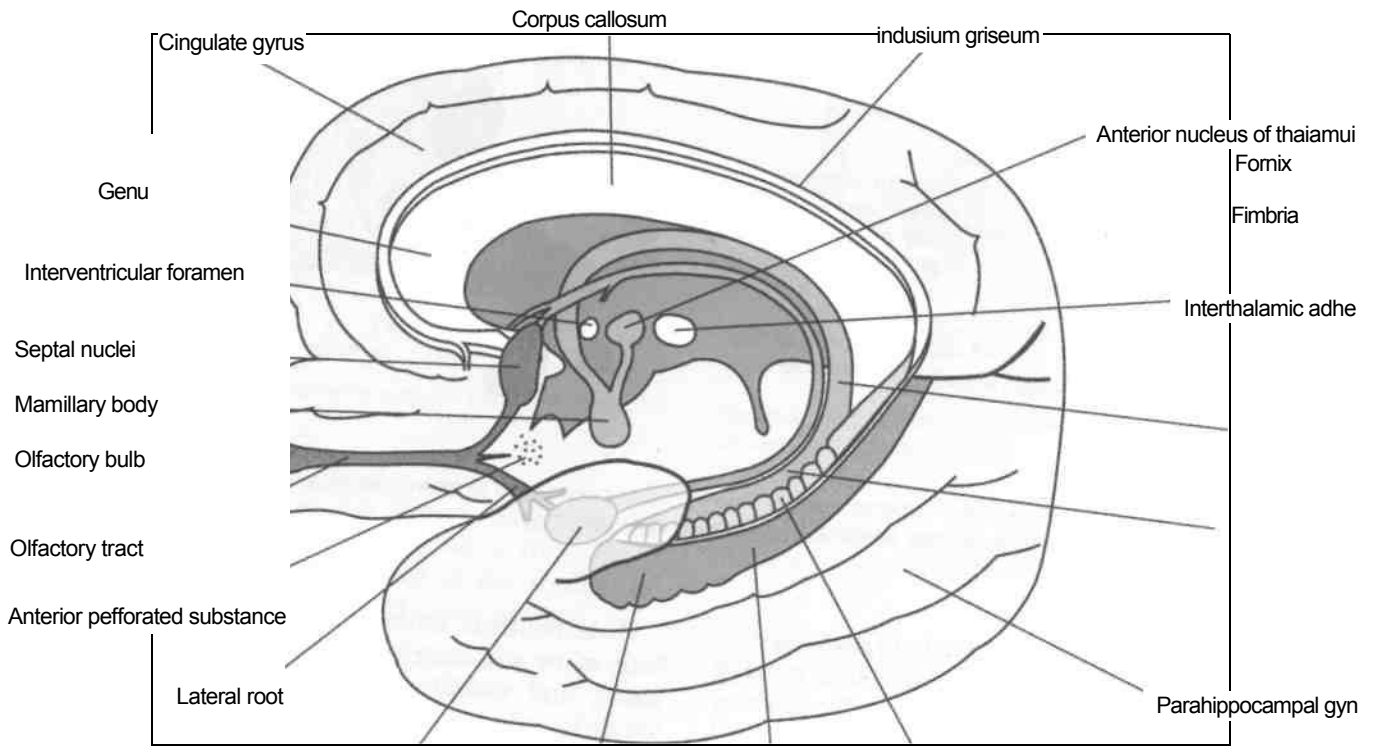 Corpus callosum
Cingulate gyrus
indusium griseum
Anterior nucleus of thaiamui
Fornix
Genu
Fimbria
Interventricular foramen
Interthalamic adhe
Septal nuclei
Mamillary body
Olfactory bulb
Olfactory tract
Anterior pefforated substance
Lateral root
Parahippocampal gyn